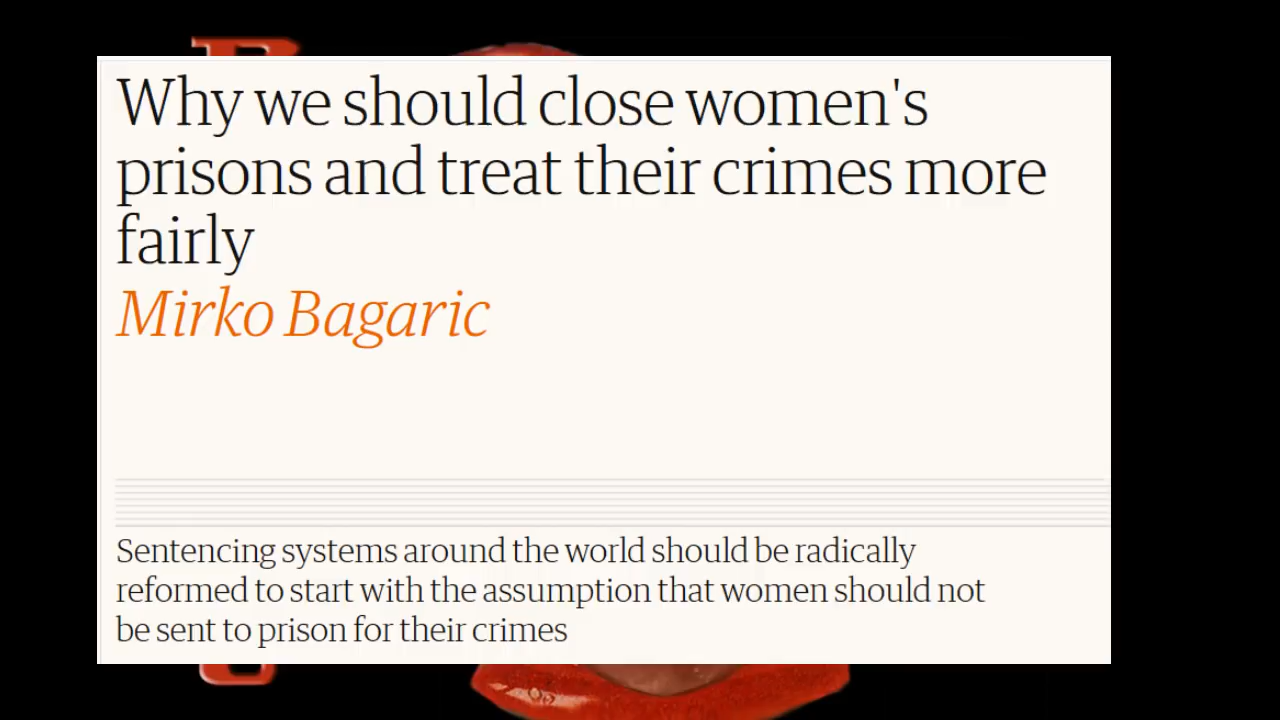 Why we should close women's
prisons and treat their crimes more
fairly
Mirko Bagaric
Sentencing systems around the world should be radically
reformed to start with the assumption that women should not
be sent to prison for their crimes